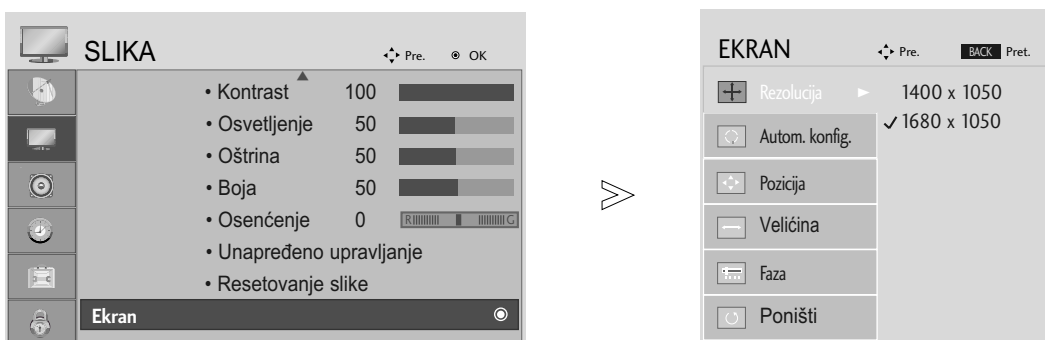 SLIKA Pre. OK
• Kontrast 100
• Osvetljenje 50
• Oštrina 50
• Boja 50
• Osenćenje 0 R G
• Unapređeno upravljanje
• Resetovanje slike
Ekran
EKRAN Pre. BACK Pret.
Rezolucija 1400 x 1050
✓ 1680 x 1050
Autom. konfig.
Pozicija
Velićina
Faza
Poništi